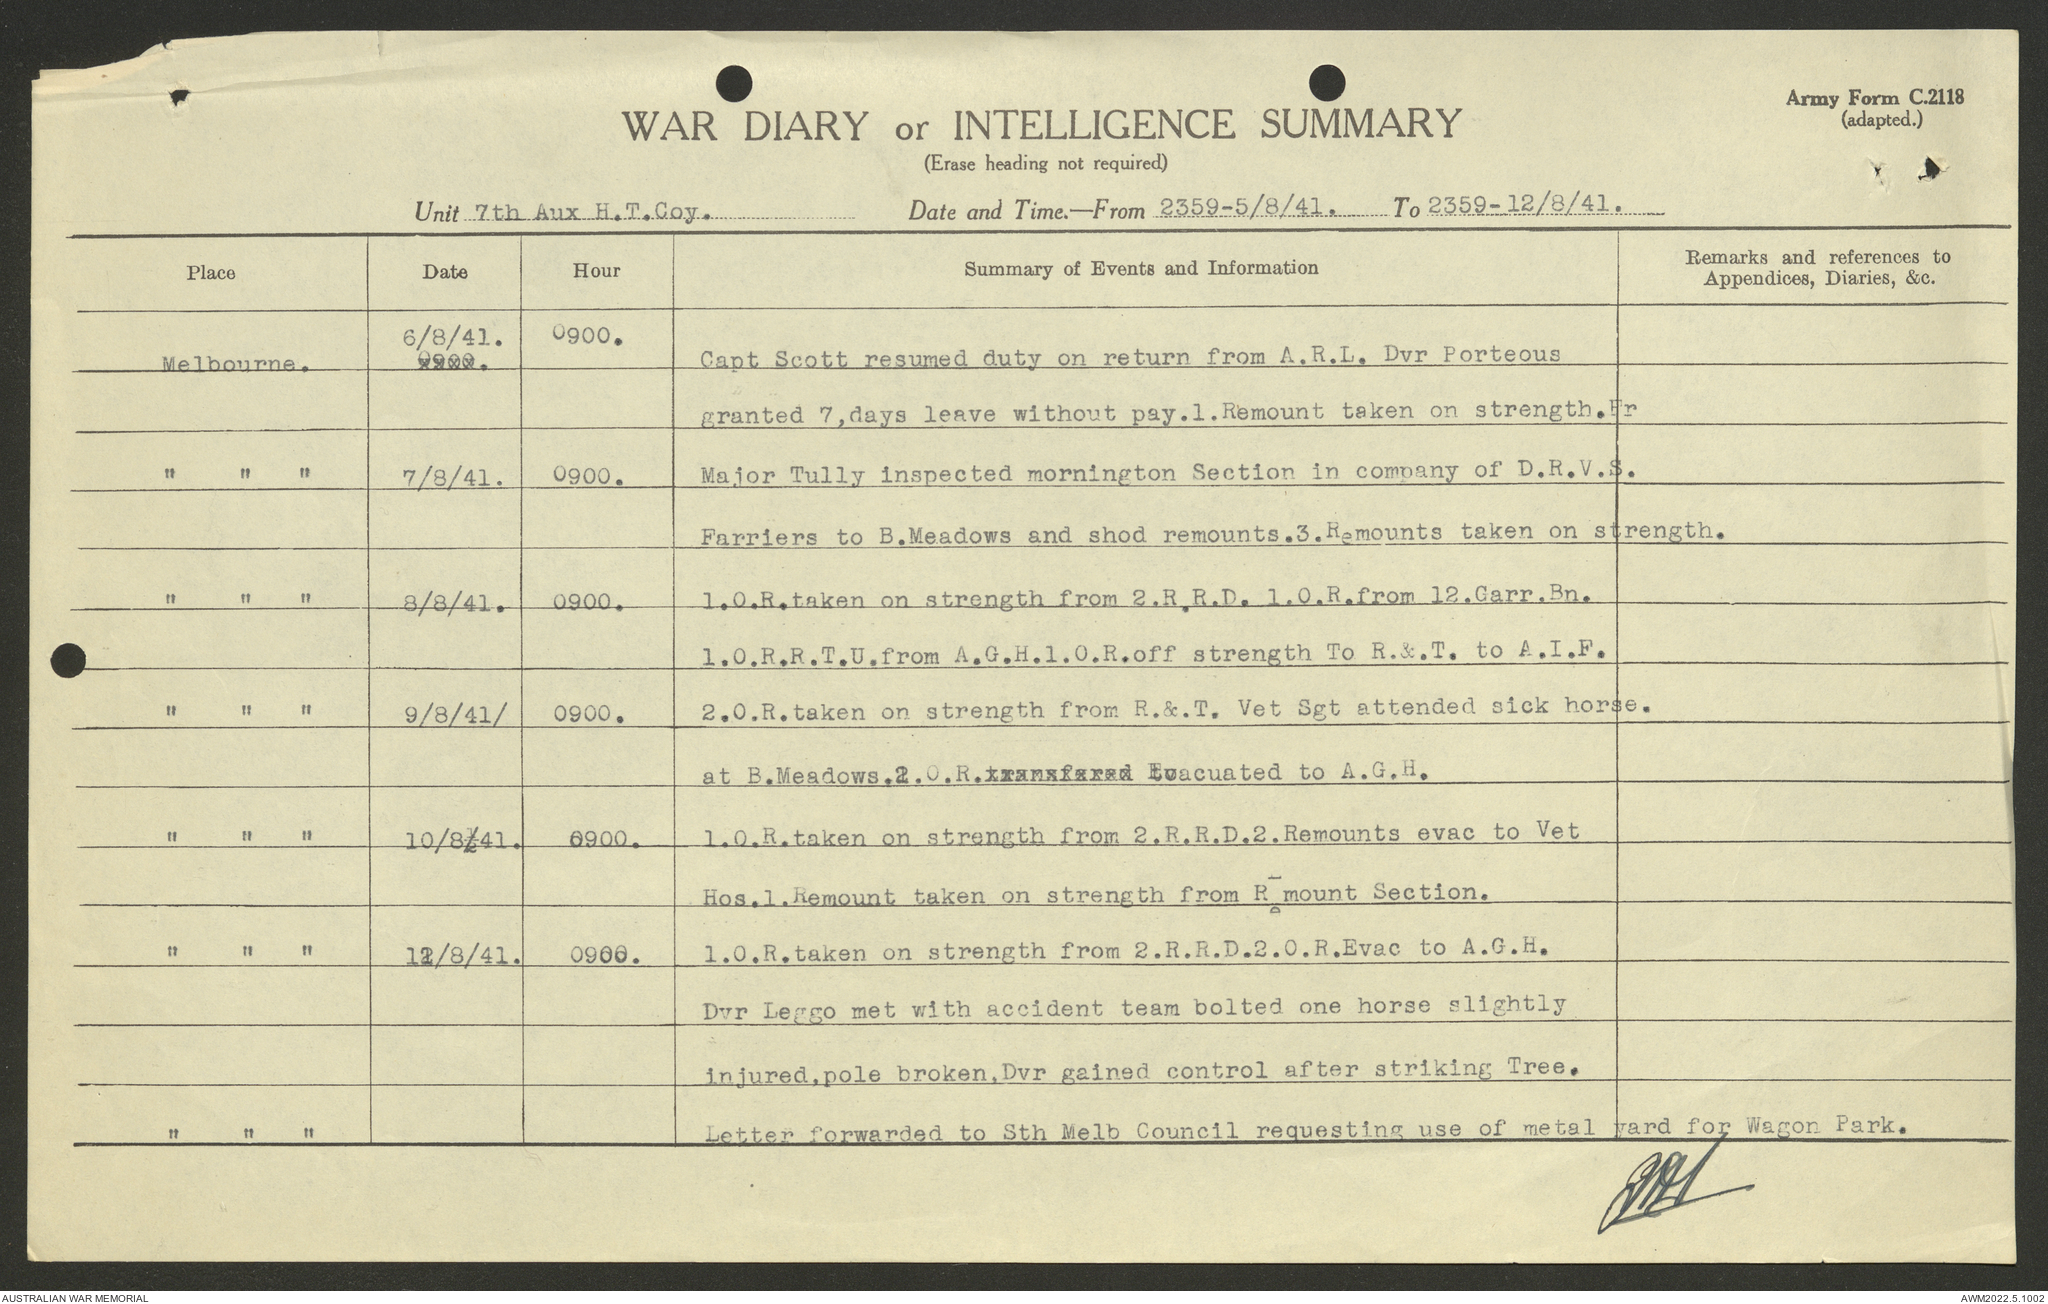 Army Form C.2118
(adapted.)
WAR DIARY or INTELLIGENCE SUMMARY
(Erase heading not required)
Unit 7th Aux H.T.Coy. Date and Time.—From 2359-5/8/41. To 2359-12/8/41.
Place Date Hour Summary of Events and Information Remarks and references to
Appendices, Diaries, &c.
6/8/41. 0900.
Melbourne. 0900. Capt Scott resumed duty on return from A.R.L. Dvr Porteous
granted 7,days leave without pay.1.Remount taken on strength.
" " " 7/8/41. 0900. Major Tully inspected mornington Section in company of D.R.V.S.
Farriers to B.Meadows and shod remounts.3.Remounts taken on strength.
" " " 8/8/41. 0900. 1.O.R.taken on strength from 2.R.R.D. 1.O.R.from 12.Garr.Bn.
1.O.R.R.T.U.from A.G.H.1.O.R.off strength To R.&.T. to A.I.F.
" " " 9/8/41/ 0900. 2.O.R.taken on strength from R.&.T. Vet Sgt attended sick horse.
at B.Meadows.2.O.R.transfered Evacuated to A.G.H.
" " " 10/8/41. 0900. 1.O.R.taken on strength from 2.R.R.D.2.Remounts evac to Vet
Hos.1.Remount taken on strength from Remount Section.
" " " 12/8/41. 0900. 1.O.R.taken on strength from 2.R.R.D.2.O.R.Evac to A.G.H.
Dvr Leggo met with accident team bolted one horse slightly
injured,pole broken,Dvr gained control after striking Tree.
" " " Letter forwarded to Sth Melb Council requesting use of metal yard for Wagon Park.
AUSTRALIAN WAR MEMORIAL AWM2022.5.1002